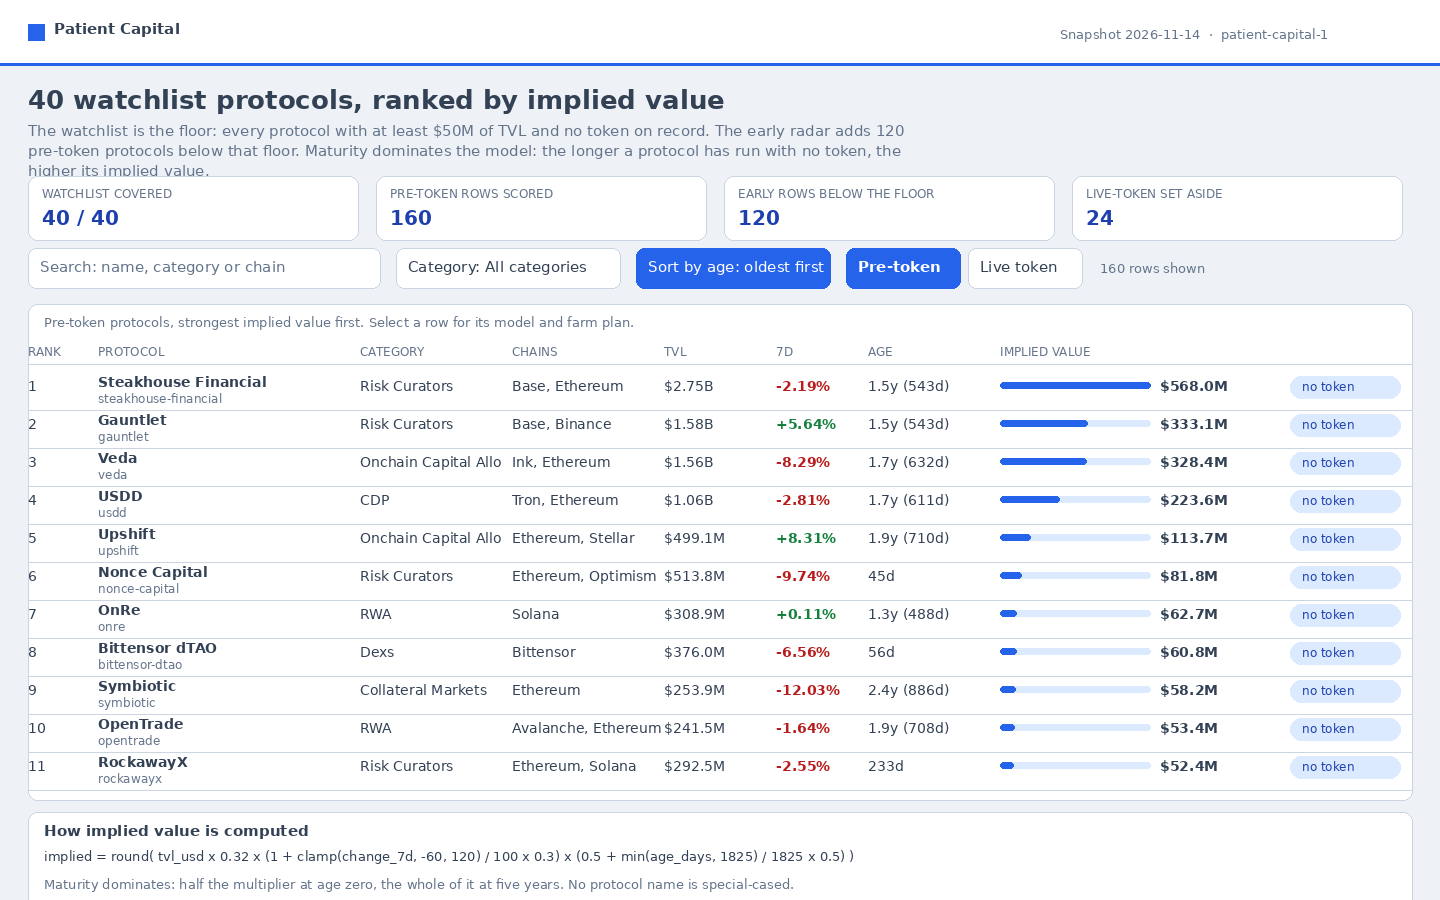 Patient Capital
Snapshot 2026-11-14 · patient-capital-1
40 watchlist protocols, ranked by implied value
The watchlist is the floor: every protocol with at least $50M of TVL and no token on record. The early radar adds 120
pre-token protocols below that floor. Maturity dominates the model: the longer a protocol has run with no token, the
higher its implied value.
WATCHLIST COVERED
40 / 40
PRE-TOKEN ROWS SCORED
160
EARLY ROWS BELOW THE FLOOR
120
LIVE-TOKEN SET ASIDE
24
Search: name, category or chain
Category: All categories
Sort by age: oldest first
Pre-token
Live token
160 rows shown
Pre-token protocols, strongest implied value first. Select a row for its model and farm plan.
RANK PROTOCOL CATEGORY CHAINS TVL 7D AGE IMPLIED VALUE
1 Steakhouse Financial Risk Curators Base, Ethereum $2.75B -2.19% 1.5y (543d) $568.0M no token
steakhouse-financial
2 Gauntlet Risk Curators Base, Binance $1.58B +5.64% 1.5y (543d) $333.1M no token
gauntlet
3 Veda Onchain Capital Allo Ink, Ethereum $1.56B -8.29% 1.7y (632d) $328.4M no token
veda
4 USDD CDP Tron, Ethereum $1.06B -2.81% 1.7y (611d) $223.6M no token
usdd
5 Upshift Onchain Capital Allo Ethereum, Stellar $499.1M +8.31% 1.9y (710d) $113.7M no token
upshift
6 Nonce Capital Risk Curators Ethereum, Optimism $513.8M -9.74% 45d $81.8M no token
nonce-capital
7 OnRe RWA Solana $308.9M +0.11% 1.3y (488d) $62.7M no token
onre
8 Bittensor dTAO Dexs Bittensor $376.0M -6.56% 56d $60.8M no token
bittensor-dtao
9 Symbiotic Collateral Markets Ethereum $253.9M -12.03% 2.4y (886d) $58.2M no token
symbiotic
10 OpenTrade RWA Avalanche, Ethereum $241.5M -1.64% 1.9y (708d) $53.4M no token
opentrade
11 RockawayX Risk Curators Ethereum, Solana $292.5M -2.55% 233d $52.4M no token
rockawayx
How implied value is computed
implied = round( tvl_usd x 0.32 x (1 + clamp(change_7d, -60, 120) / 100 x 0.3) x (0.5 + min(age_days, 1825) / 1825 x 0.5) )
Maturity dominates: half the multiplier at age zero, the whole of it at five years. No protocol name is special-cased.